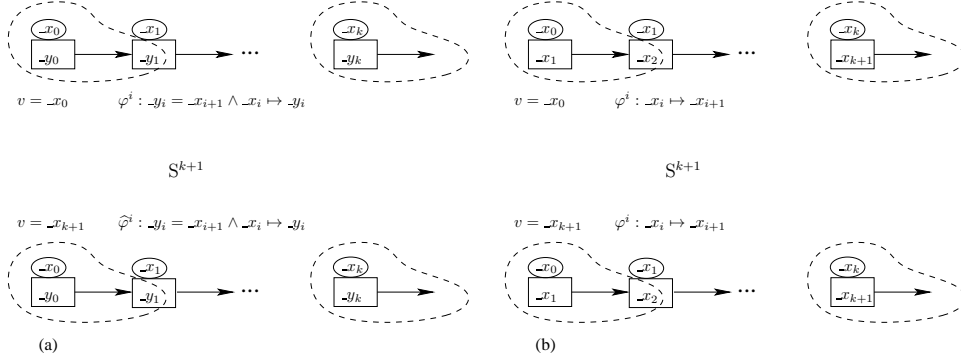 _x₀ _x₁ _xₖ _x₀ _x₁ _xₖ
_y₀ _y₁ ... _yₖ _x₁ _x₂ ... _xₖ₊₁
v = _x₀ φⁱ : _yᵢ = _xᵢ₊₁ ∧ _xᵢ ↦ _yᵢ v = _x₀ φⁱ : _xᵢ ↦ _xᵢ₊₁
Sᵏ⁺¹ Sᵏ⁺¹
v = _xₖ₊₁ φ̂ⁱ : _yᵢ = _xᵢ₊₁ ∧ _xᵢ ↦ _yᵢ v = _xₖ₊₁ φⁱ : _xᵢ ↦ _xᵢ₊₁
_x₀ _x₁ _xₖ _x₀ _x₁ _xₖ
_y₀ _y₁ ... _yₖ _x₁ _x₂ ... _xₖ₊₁
(a) (b)